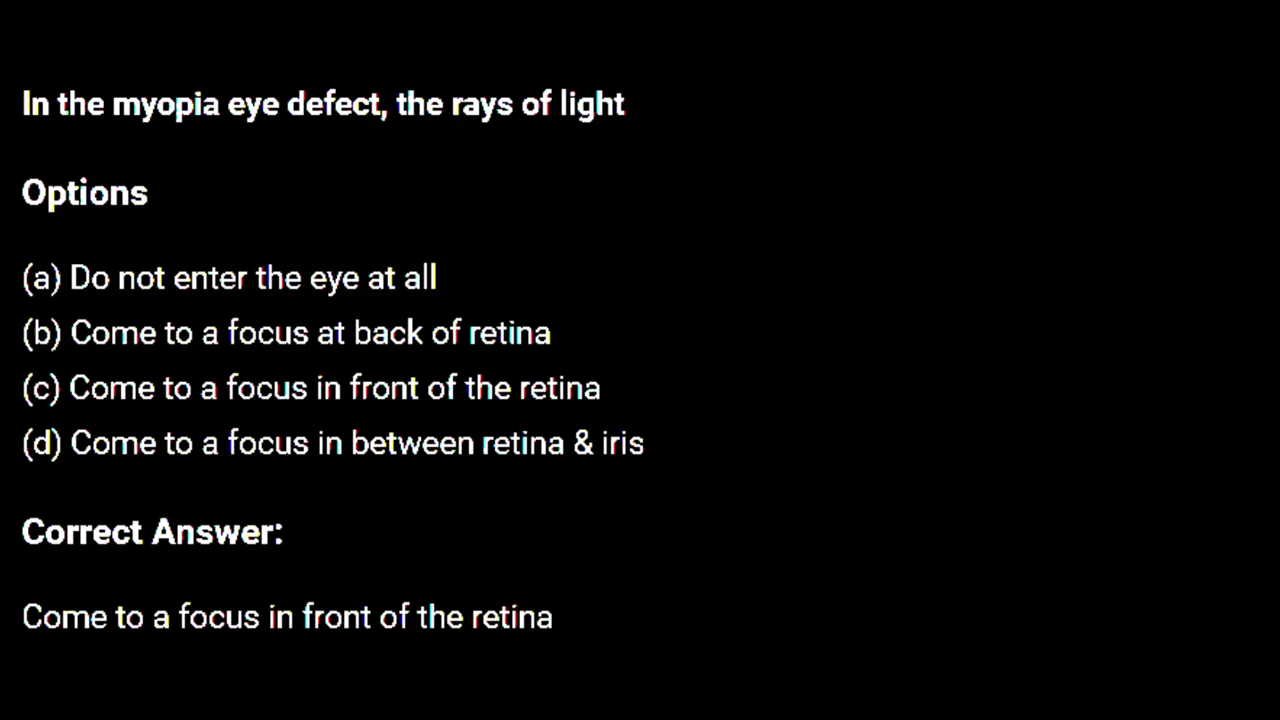 In the myopia eye defect, the rays of light
Options
(a) Do not enter the eye at all
(b) Come to a focus at back of retina
(c) Come to a focus in front of the retina
(d) Come to a focus in between retina & iris
Correct Answer:
Come to a focus in front of the retina